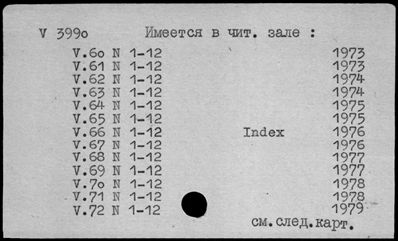 V 399o Имеется в чит. зале :
V.6o N 1-12 1973
V.61 N 1-12 1973
V.62 N 1-12 1974
V.63 N 1-12 1974
V.64 N 1-12 1975
V.65 N 1-12 1975
V.66 N 1-12 Index 1976
V.67 N 1-12 1976
V.68 N 1-12 1977
V.69 N 1-12 1977
V.7o N 1-12 1978
V.71 N 1-12 1978
V.72 N 1-12 1979
см.след.карт.